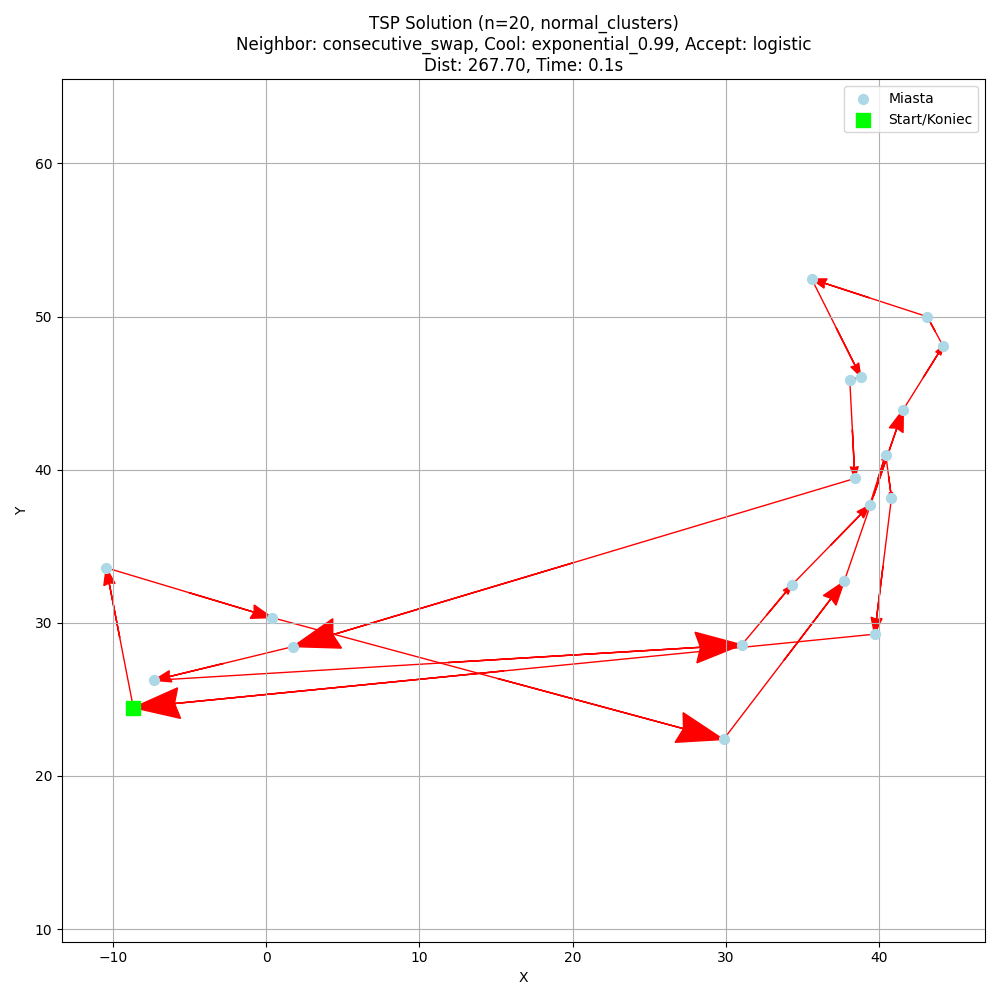 TSP Solution (n=20, normal_clusters)
Neighbor: consecutive_swap, Cool: exponential_0.99, Accept: logistic
Dist: 267.70, Time: 0.1s
Miasta
Start/Koniec
60
50
40
30
20
10
Y
−10
0
10
20
30
40
X